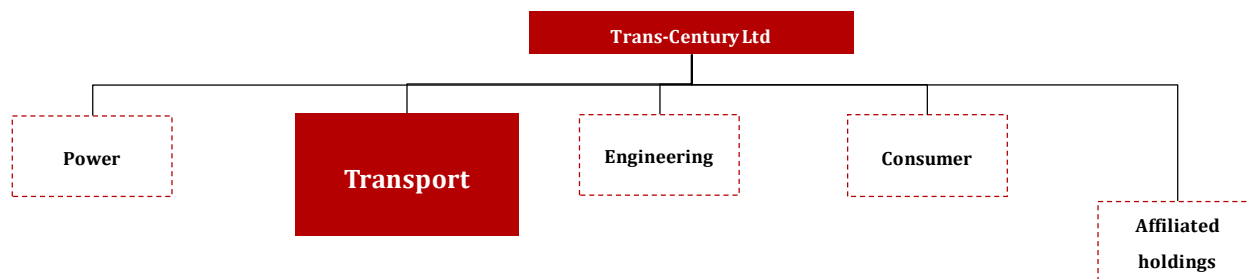 Trans-Century Ltd
Power
Transport
Engineering
Consumer
Affiliated
holdings